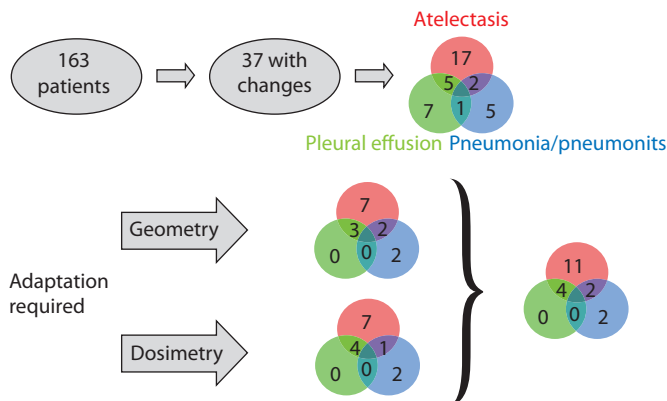 Atelectasis
163
patients
37 with
changes
17
5 2
7 1 5
Pleural effusion Pneumonia/pneumonits
Adaptation
required
Geometry
7
3 2
0 0 2
Dosimetry
7
4 1
0 0 2
11
4 2
0 0 2